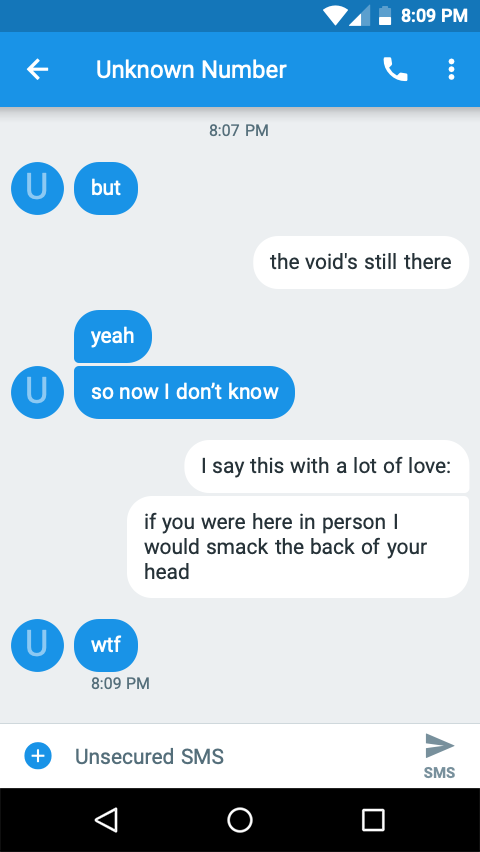 8:09 PM
Unknown Number
8:07 PM
U
but
the void's still there
yeah
U
so now I don’t know
I say this with a lot of love:
if you were here in person I
would smack the back of your
head
U
wtf
8:09 PM
Unsecured SMS
SMS